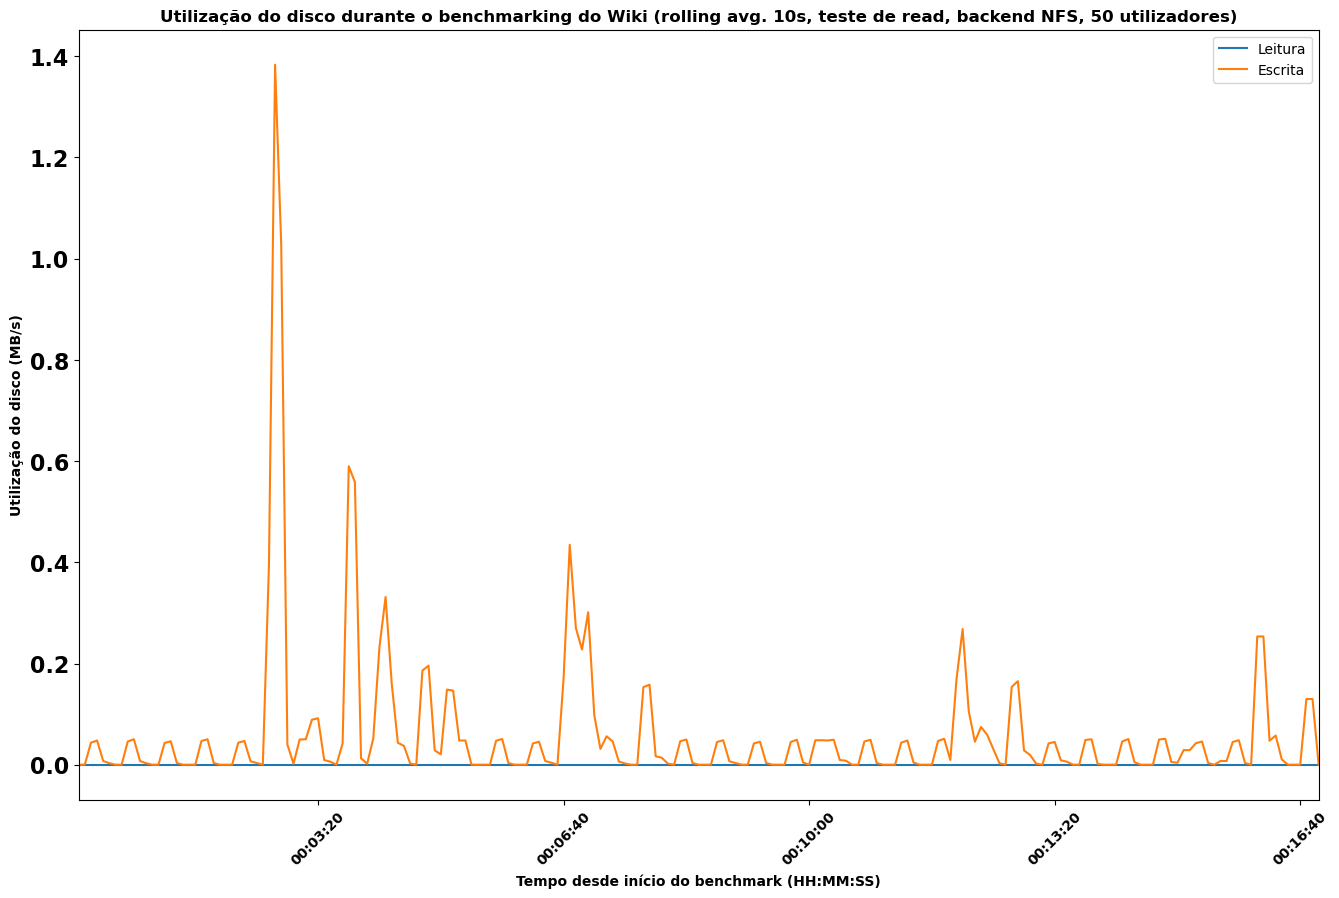 Utilização do disco durante o benchmarking do Wiki (rolling avg. 10s, teste de read, backend NFS, 50 utilizadores)
Leitura
Escrita
Utilização do disco (MB/s)
1.4
1.2
1.0
0.8
0.6
0.4
0.2
0.0
00:03:20
00:06:40
00:10:00
00:13:20
00:16:40
Tempo desde início do benchmark (HH:MM:SS)